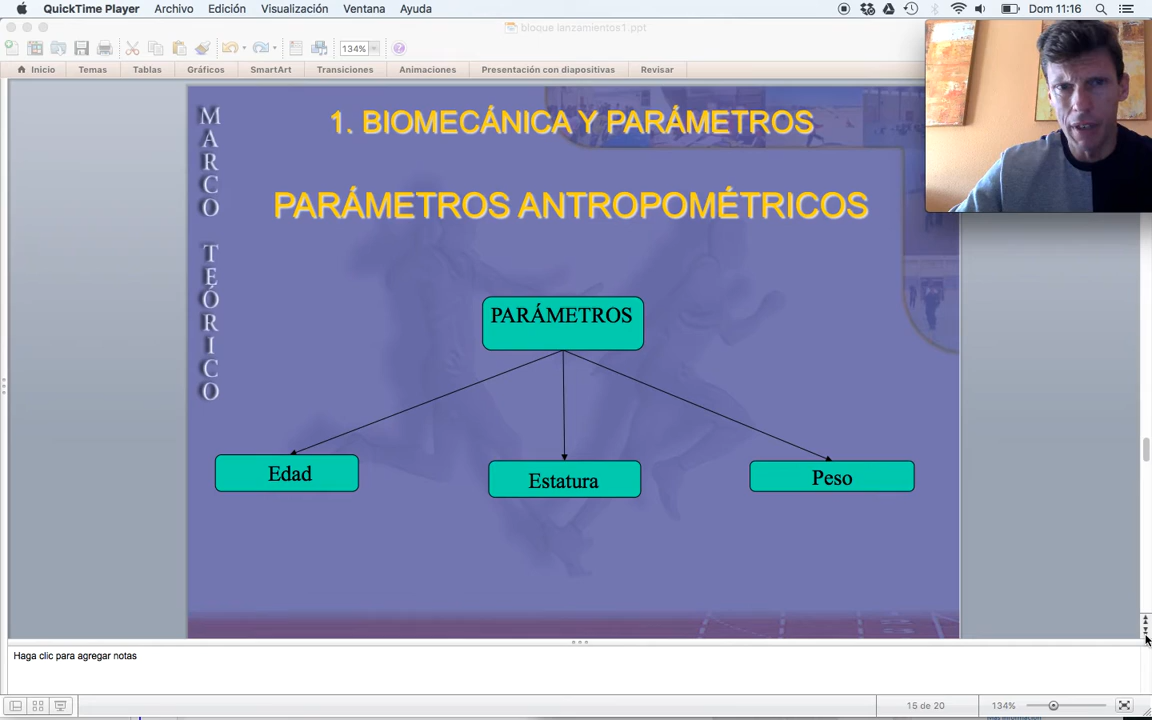 QuickTime Player Archivo Edición Visualización Ventana Ayuda Dom 11:16
bloque lanzamientos1.ppt
134%
Inicio Temas Tablas Gráficos SmartArt Transiciones Animaciones Presentación con diapositivas Revisar
MARCO TEÓRICO
1. BIOMECÁNICA Y PARÁMETROS
PARÁMETROS ANTROPOMÉTRICOS
PARÁMETROS
Edad Estatura Peso
Haga clic para agregar notas
15 de 20 134%